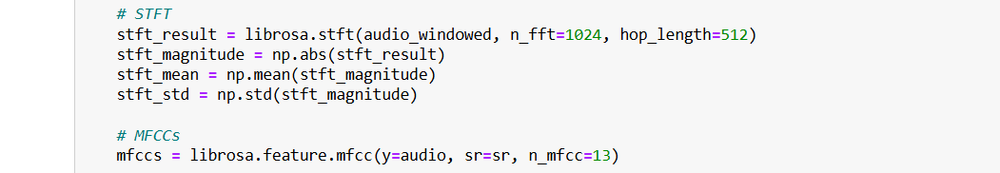 # STFT
stft_result = librosa.stft(audio_windowed, n_fft=1024, hop_length=512)
stft_magnitude = np.abs(stft_result)
stft_mean = np.mean(stft_magnitude)
stft_std = np.std(stft_magnitude)
# MFCCs
mfccs = librosa.feature.mfcc(y=audio, sr=sr, n_mfcc=13)